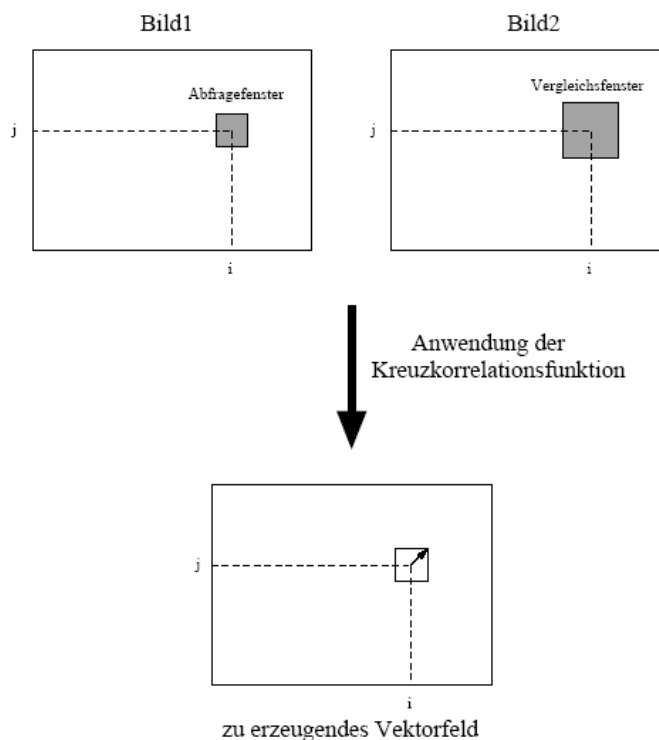 Bild1
Bild2
Abfragefenster
Vergleichsfenster
j
j
i
i
Anwendung der
Kreuzkorrelationsfunktion
j
i
zu erzeugendes Vektorfeld